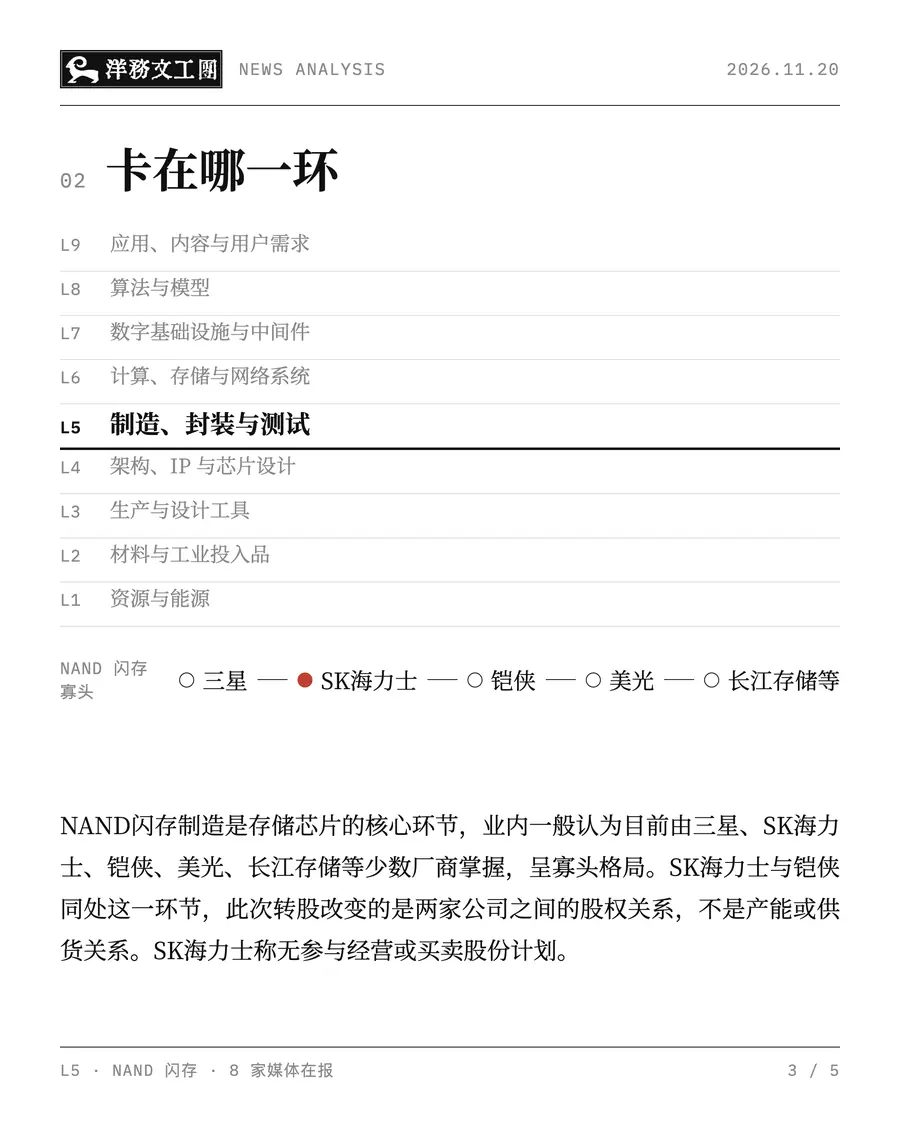 洋務文工團 NEWS ANALYSIS 2026.11.20
02 卡在哪一环
L9 应用、内容与用户需求
L8 算法与模型
L7 数字基础设施与中间件
L6 计算、存储与网络系统
L5 制造、封装与测试
L4 架构、IP 与芯片设计
L3 生产与设计工具
L2 材料与工业投入品
L1 资源与能源
NAND 闪存
寡头
三星 — SK海力士 — 铠侠 — 美光 — 长江存储等
NAND闪存制造是存储芯片的核心环节，业内一般认为目前由三星、SK海力
士、铠侠、美光、长江存储等少数厂商掌握，呈寡头格局。SK海力士与铠侠
同处这一环节，此次转股改变的是两家公司之间的股权关系，不是产能或供
货关系。SK海力士称无参与经营或买卖股份计划。
L5 · NAND 闪存 · 8 家媒体在报 3 / 5